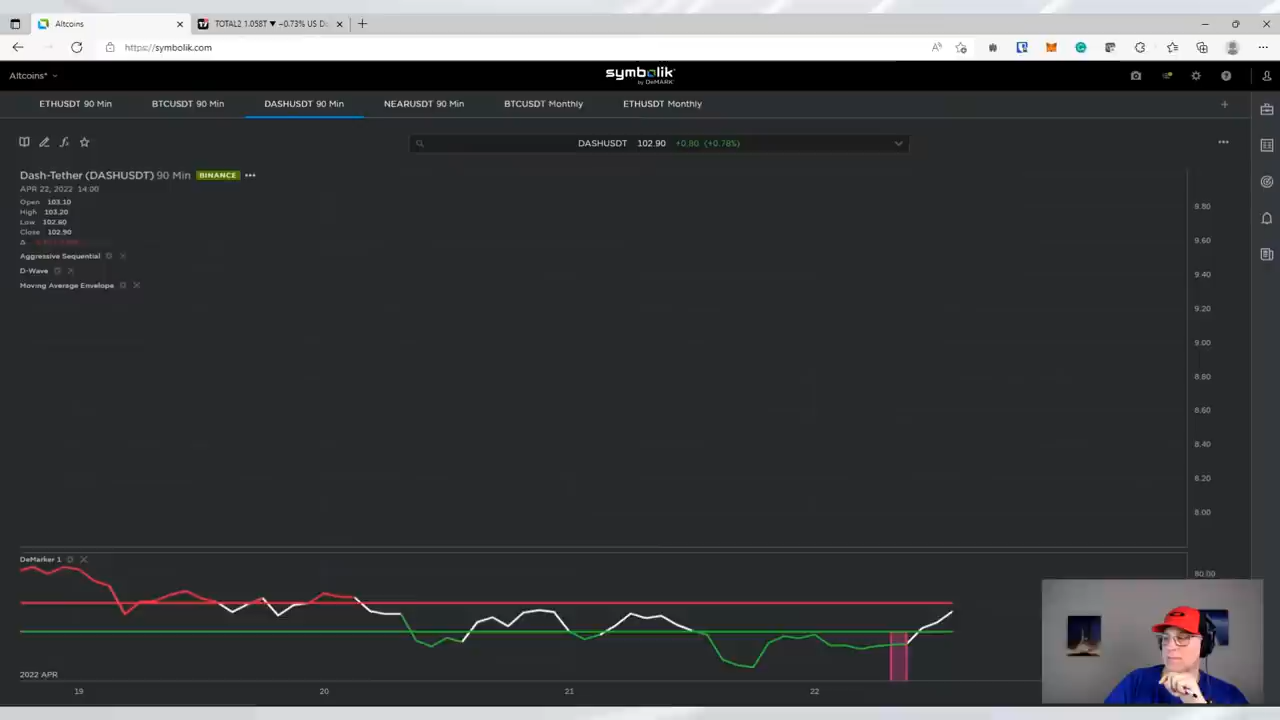 Altcoins
TOTAL2 1.058T ▼ −0.73% US D
https://symbolik.com
Altcoins*
symbolik
by DeMARK
ETHUSDT 90 Min
BTCUSDT 90 Min
DASHUSDT 90 Min
NEARUSDT 90 Min
BTCUSDT Monthly
ETHUSDT Monthly
DASHUSDT 102.90 +0.80 (+0.78%)
Dash-Tether (DASHUSDT) 90 Min BINANCE
APR 22, 2022 14:00
Open 103.10
High 103.20
Low 102.60
Close 102.90
Δ
Aggressive Sequential
D-Wave
Moving Average Envelope
9.80
9.60
9.40
9.20
9.00
8.80
8.60
8.40
8.20
8.00
DeMarker 1
80.00
2022 APR
19
20
21
22